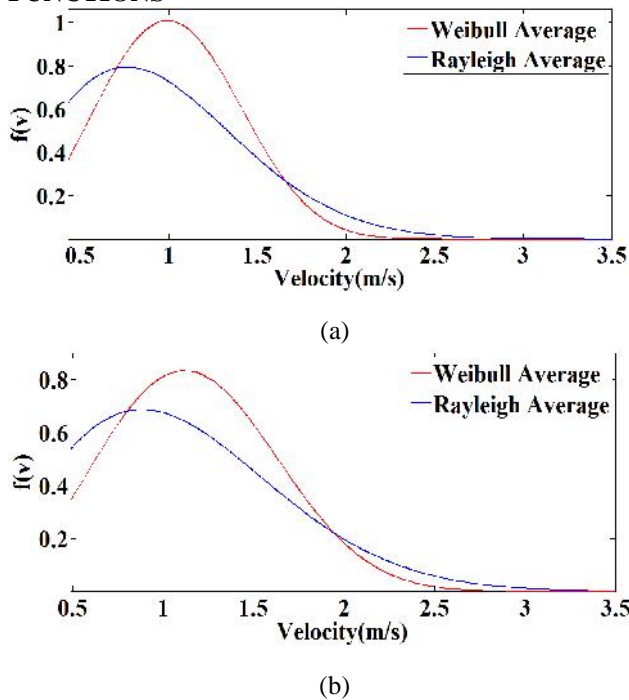 FUNCTIONS
1
0.8
0.6
0.4
0.2
f(v)
Weibull Average
Rayleigh Average
0.5 1 1.5 2 2.5 3 3.5
Velocity(m/s)
(a)
0.8
0.6
0.4
0.2
f(v)
Weibull Average
Rayleigh Average
0.5 1 1.5 2 2.5 3 3.5
Velocity(m/s)
(b)